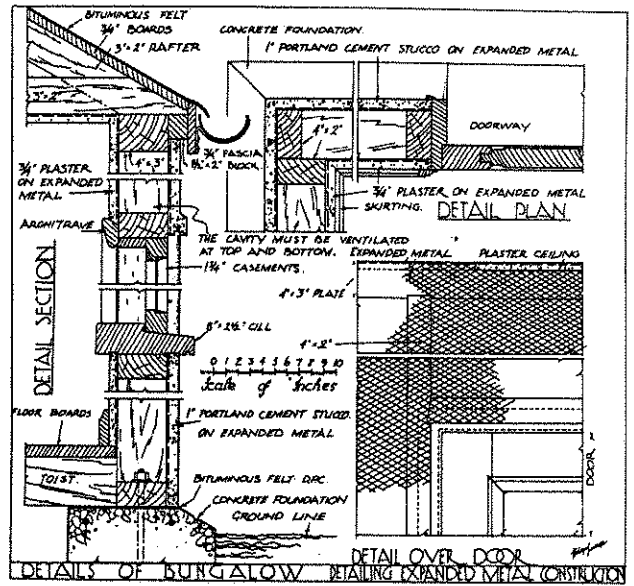 BITUMINOUS FELT
3/4" BOARDS
3"×2" RAFTER
3"×2"
CONCRETE FOUNDATION
1" PORTLAND CEMENT STUCCO ON EXPANDED METAL
4"×2"
DOORWAY
3/4" FASCIA
1½"×2" BLOCK
4"×3"
3/4" PLASTER
ON EXPANDED
METAL
3/4" PLASTER ON EXPANDED METAL
SKIRTING.
DETAIL PLAN
ARCHITRAVE
THE CAVITY MUST BE VENTILATED
AT TOP AND BOTTOM.
EXPANDED METAL
PLASTER CEILING
1¾" CASEMENTS.
4"×3" PLATE
DETAIL SECTION
×2½" CILL
4"×2"
0 1 2 3 4 5 6 7 8 9 10
Scale of Inches
FLOOR BOARDS
1" PORTLAND CEMENT STUCCO.
ON EXPANDED METAL
JOIST.
BITUMINOUS FELT D.P.C.
CONCRETE FOUNDATION
GROUND LINE
DOOR
DETAIL OVER DOOR
DETAILS OF BUNGALOW DETAILING EXPANDED METAL CONSTRUCTION